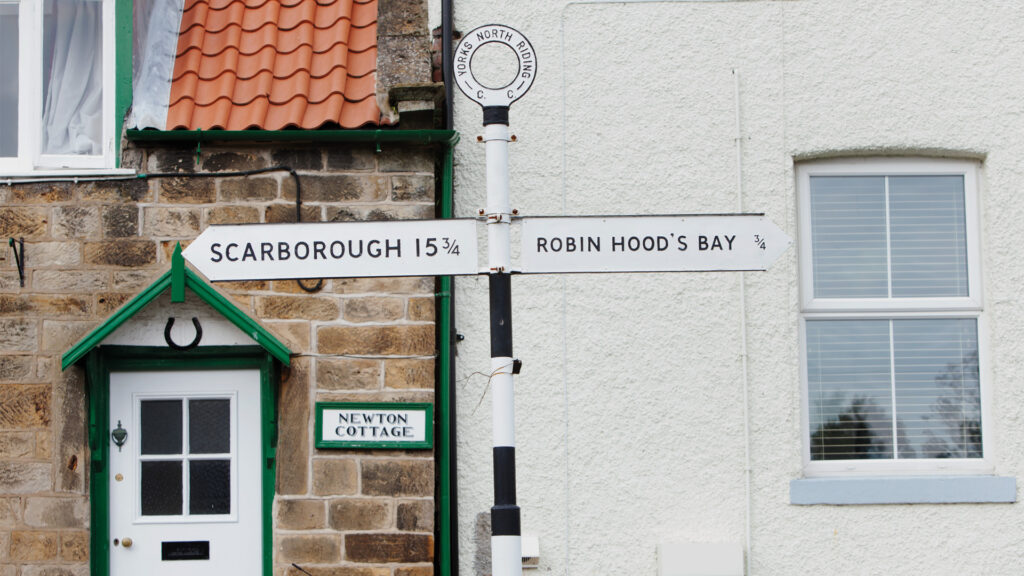 YORKS NORTH RIDING
C. C.
SCARBOROUGH 15¾
ROBIN HOOD'S BAY ¾
NEWTON
COTTAGE